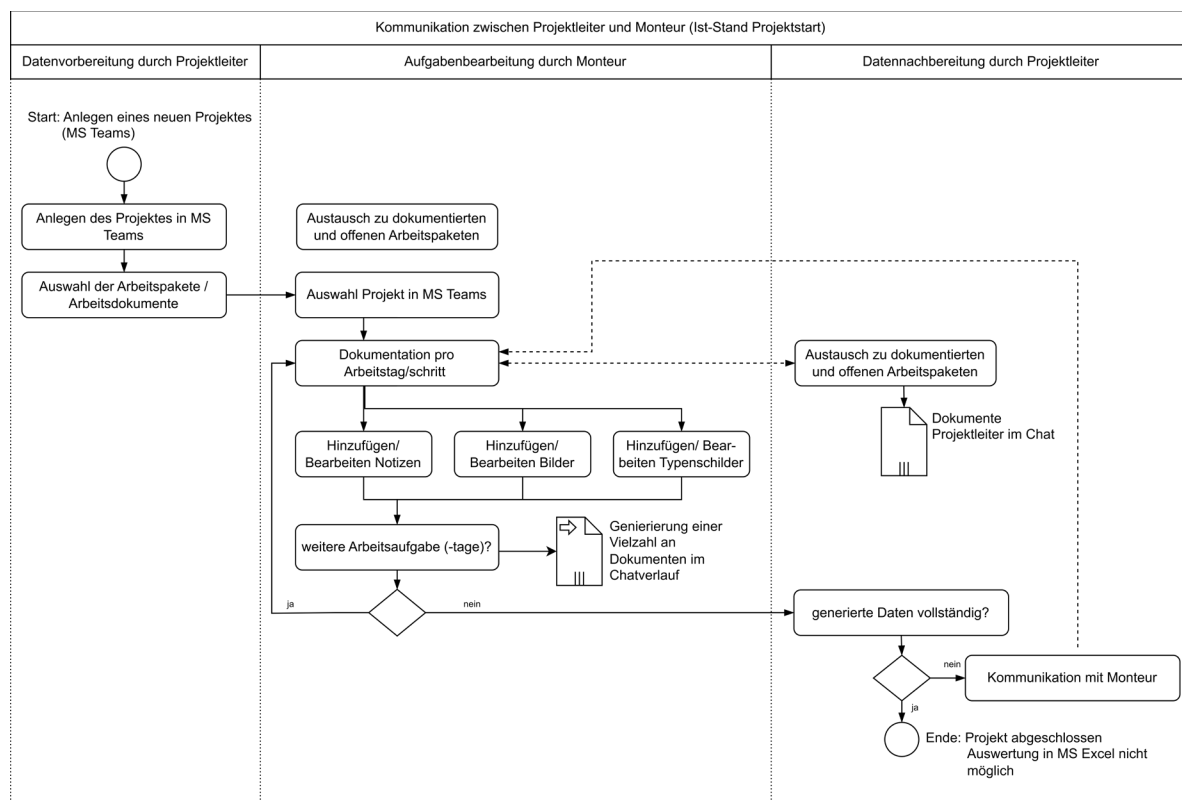 Kommunikation zwischen Projektleiter und Monteur (Ist-Stand Projektstart)
Datenvorbereitung durch Projektleiter
Aufgabenbearbeitung durch Monteur
Datennachbereitung durch Projektleiter
Start: Anlegen eines neuen Projektes
(MS Teams)
Anlegen des Projektes in MS
Teams
Auswahl der Arbeitspakete /
Arbeitsdokumente
Austausch zu dokumentierten
und offenen Arbeitspaketen
Auswahl Projekt in MS Teams
Dokumentation pro
Arbeitstag/schritt
Hinzufügen/
Bearbeiten Notizen
Hinzufügen/
Bearbeiten Bilder
Hinzufügen/ Bear-
beiten Typenschilder
weitere Arbeitsaufgabe (-tage)?
Genierierung einer
Vielzahl an
Dokumenten im
Chatverlauf
ja
nein
Austausch zu dokumentierten
und offenen Arbeitspaketen
Dokumente
Projektleiter im Chat
generierte Daten vollständig?
nein
Kommunikation mit Monteur
ja
Ende: Projekt abgeschlossen
Auswertung in MS Excel nicht
möglich